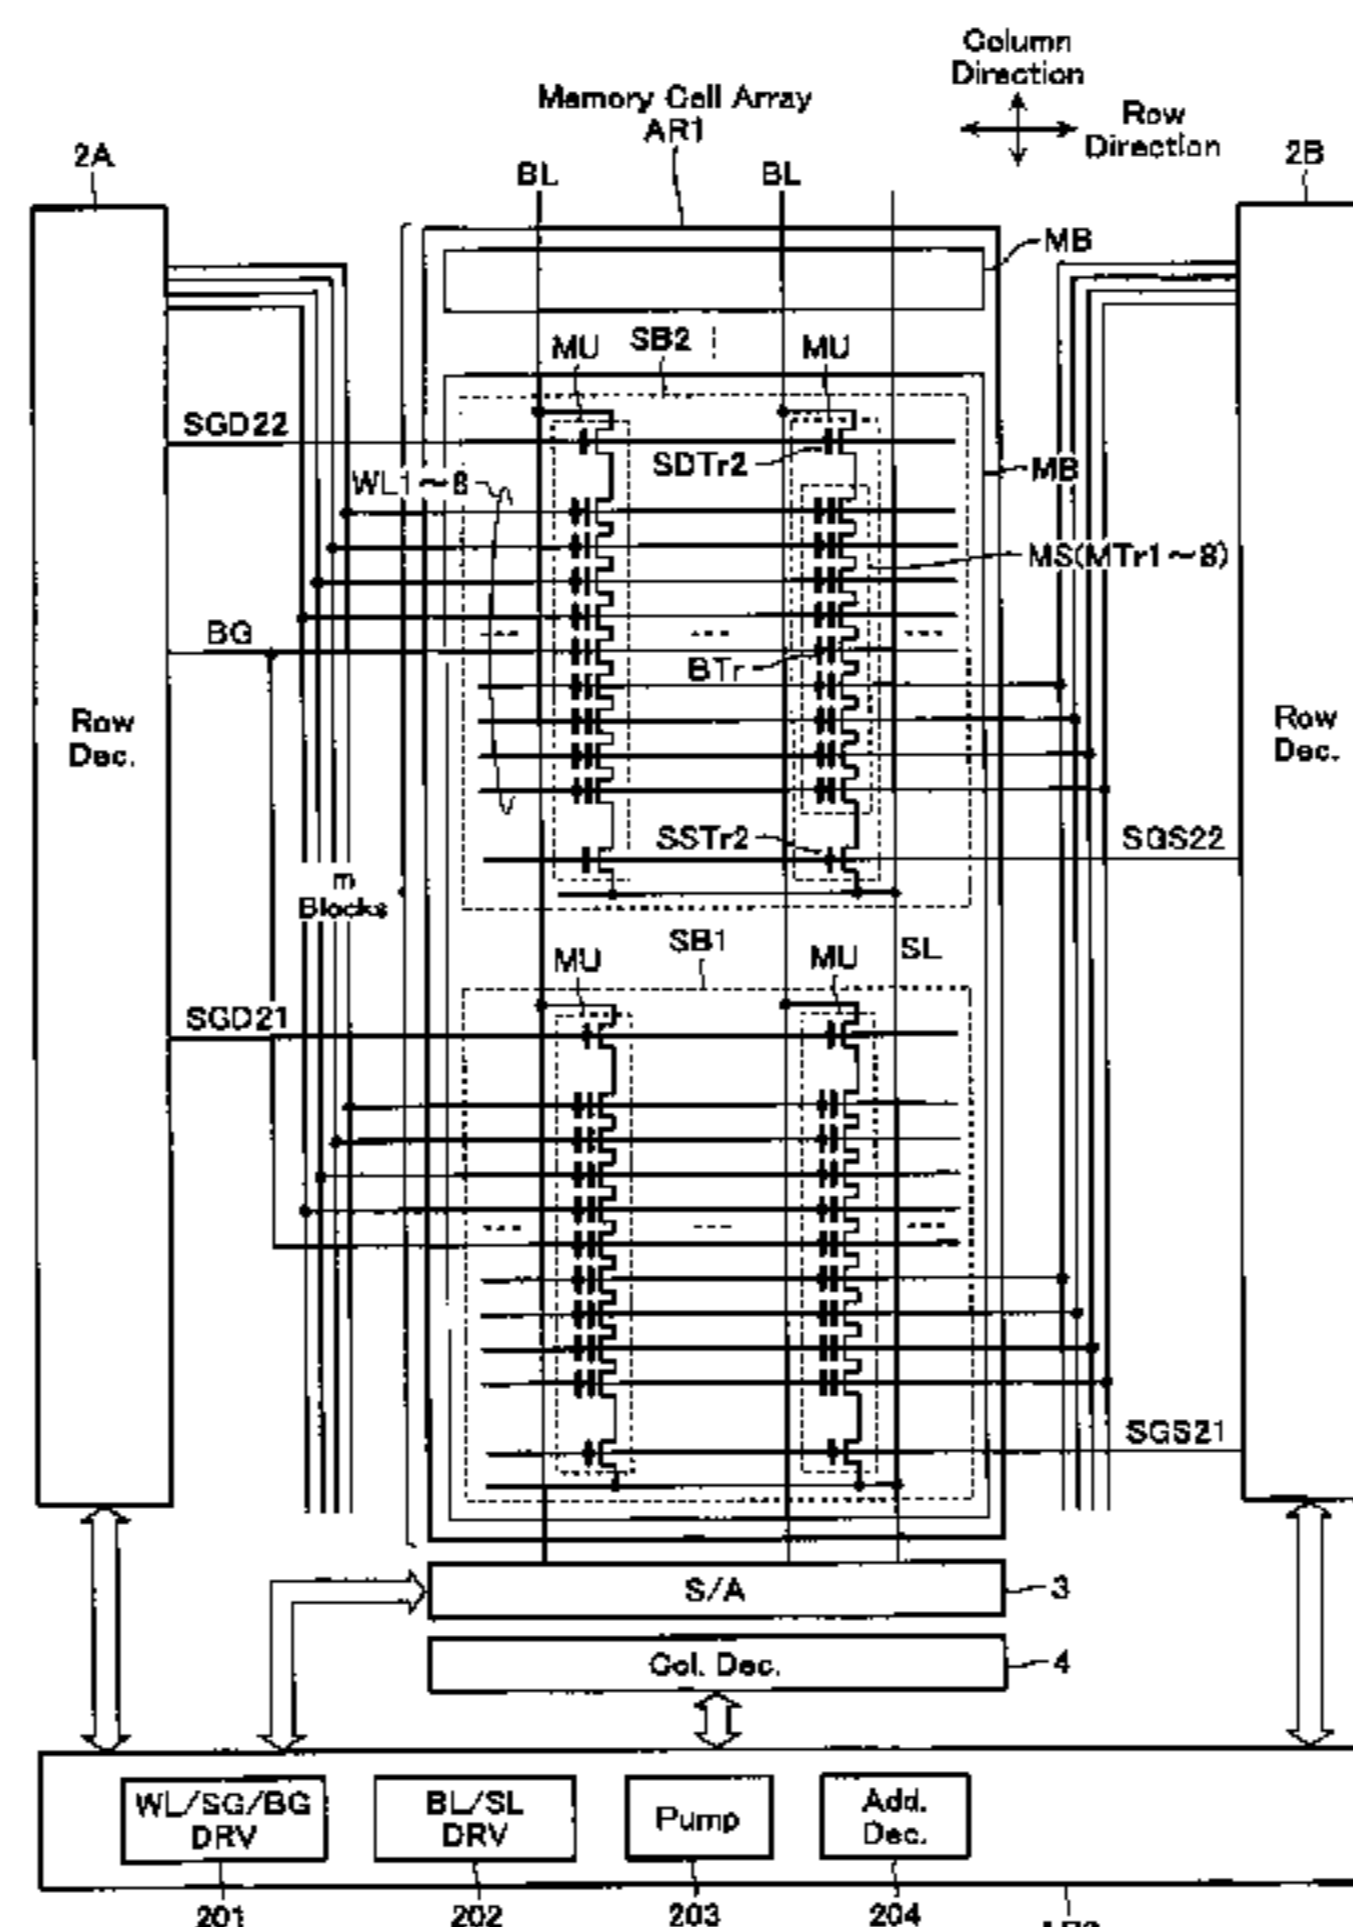 Column
Direction
Row
Direction
Memory Cell Array
AR1
2A
2B
BL
BL
MB
MU
SB2
MU
SGD22
SDTr2
MB
WL1～8
MS(MTr1～8)
BG
BTr
Row
Dec.
Row
Dec.
SSTr2
SGS22
m
Blocks
SB1
MU
MU
SL
SGD21
SGS21
S/A
3
Col. Dec.
4
WL/SG/BG
DRV
BL/SL
DRV
Pump
Add.
Dec.
201
202
203
204